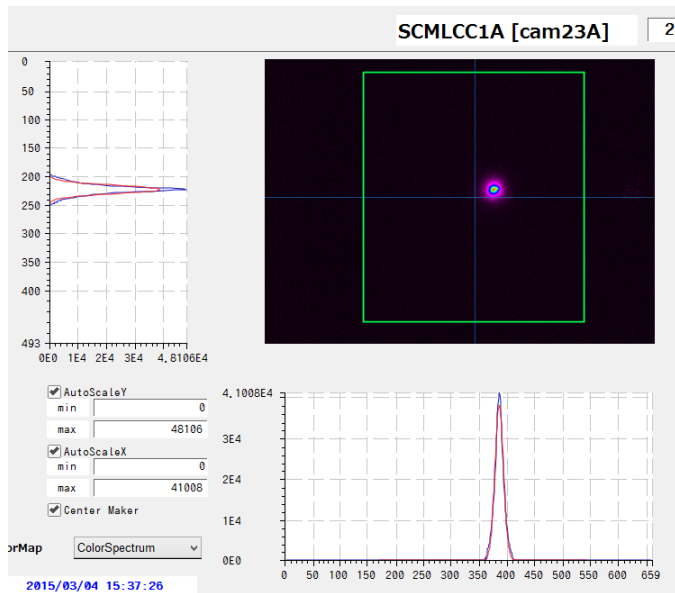 SCMLCC1A [cam23A]
2
0
50
100
150
200
250
300
350
400
493
0E0 1E4 2E4 3E4 4,8106E4
AutoScaleY
min 0
max 48106
AutoScaleX
min 0
max 41008
Center Maker
orMap ColorSpectrum
2015/03/04 15:37:26
4,1008E4
3E4
2E4
1E4
0E0
0 50 100 150 200 250 300 350 400 450 500 550 600 659